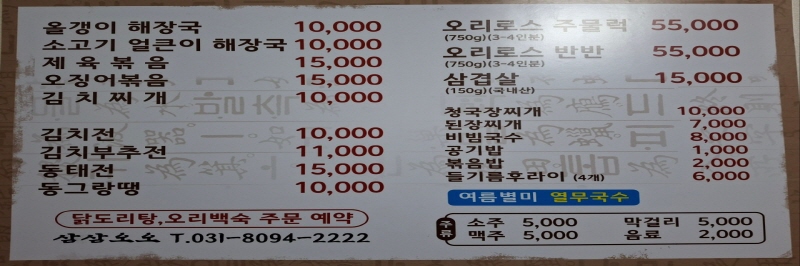 올갱이 해장국 10,000
소고기 얼큰이 해장국 10,000
제육볶음 15,000
오징어볶음 15,000
김치찌개 10,000
김치전 10,000
김치부추전 11,000
동태전 15,000
동그랑땡 10,000
닭도리탕,오리백숙 주문 예약
T.031-8094-2222
오리로스 주물럭 55,000
(750g)(3-4인분)
오리로스 반반 55,000
(750g)(3-4인분)
삼겹살 15,000
(150g)(국내산)
청국장찌개 10,000
된장찌개 7,000
비빔국수 8,000
공기밥 1,000
볶음밥 2,000
들기름후라이 (4개) 6,000
여름별미 열무국수
주류
소주 5,000 막걸리 5,000
맥주 5,000 음료 2,000